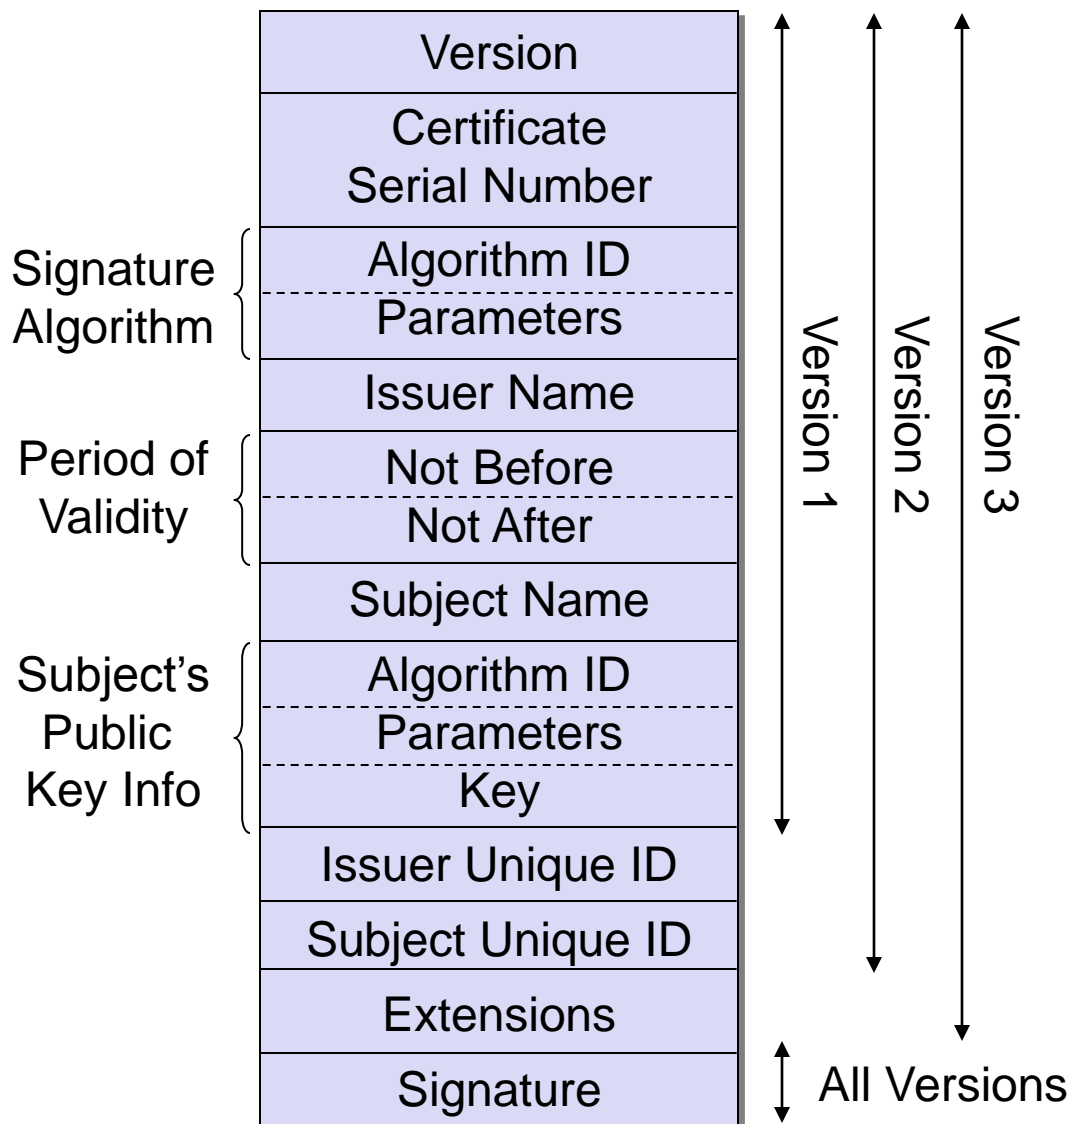 Version
Certificate
Serial Number
Signature
Algorithm
Algorithm ID
Parameters
Issuer Name
Period of
Validity
Not Before
Not After
Subject Name
Subject's
Public
Key Info
Algorithm ID
Parameters
Key
Issuer Unique ID
Subject Unique ID
Extensions
Signature
Version 1
Version 2
Version 3
All Versions